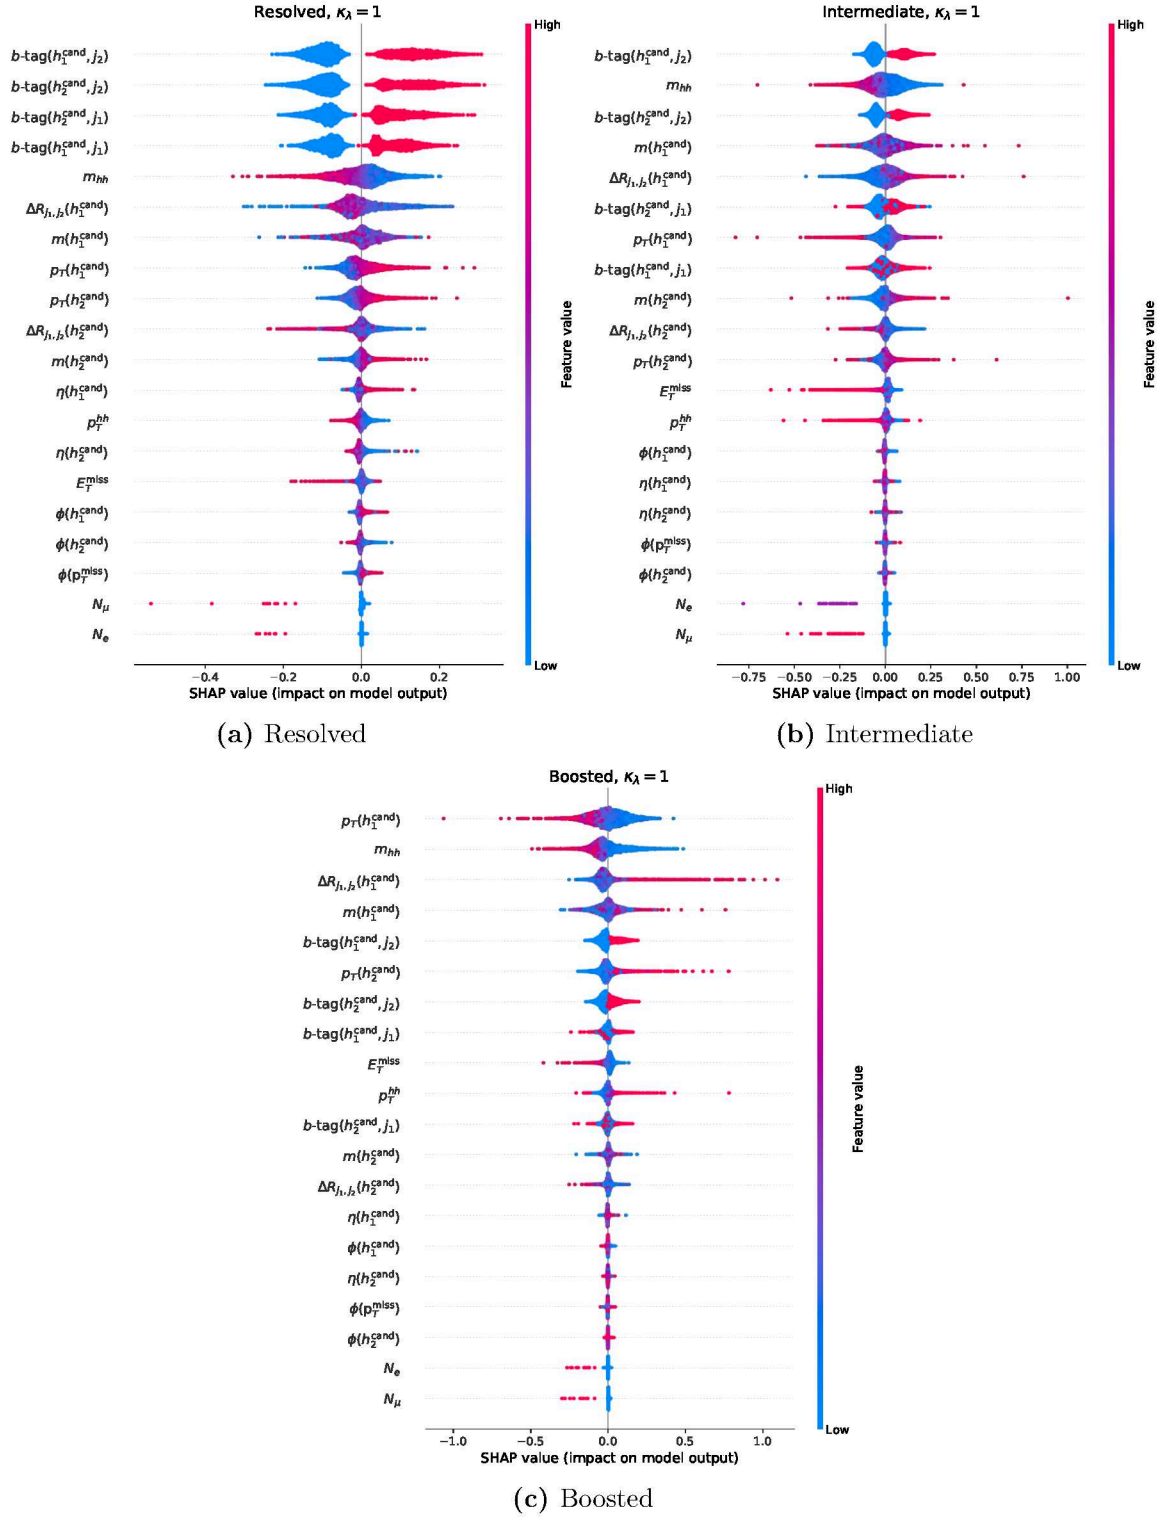 Resolved, κλ = 1
High
b-tag(h₁ᶜᵃⁿᵈ, j₂)
b-tag(h₂ᶜᵃⁿᵈ, j₂)
b-tag(h₂ᶜᵃⁿᵈ, j₁)
b-tag(h₁ᶜᵃⁿᵈ, j₁)
mhh
ΔRj₁,j₂(h₁ᶜᵃⁿᵈ)
m(h₁ᶜᵃⁿᵈ)
pT(h₁ᶜᵃⁿᵈ)
pT(h₂ᶜᵃⁿᵈ)
ΔRj₁,j₂(h₂ᶜᵃⁿᵈ)
m(h₂ᶜᵃⁿᵈ)
η(h₁ᶜᵃⁿᵈ)
pTʰʰ
η(h₂ᶜᵃⁿᵈ)
ETᵐⁱˢˢ
ϕ(h₁ᶜᵃⁿᵈ)
ϕ(h₂ᶜᵃⁿᵈ)
ϕ(pTᵐⁱˢˢ)
Nμ
Ne
Feature value
Low
−0.4 −0.2 0.0 0.2
SHAP value (impact on model output)
(a) Resolved
Intermediate, κλ = 1
High
b-tag(h₁ᶜᵃⁿᵈ, j₂)
mhh
b-tag(h₂ᶜᵃⁿᵈ, j₂)
m(h₁ᶜᵃⁿᵈ)
ΔRj₁,j₂(h₁ᶜᵃⁿᵈ)
b-tag(h₂ᶜᵃⁿᵈ, j₁)
pT(h₁ᶜᵃⁿᵈ)
b-tag(h₁ᶜᵃⁿᵈ, j₁)
m(h₂ᶜᵃⁿᵈ)
ΔRj₁,j₂(h₂ᶜᵃⁿᵈ)
pT(h₂ᶜᵃⁿᵈ)
ETᵐⁱˢˢ
pTʰʰ
ϕ(h₁ᶜᵃⁿᵈ)
η(h₁ᶜᵃⁿᵈ)
η(h₂ᶜᵃⁿᵈ)
ϕ(pTᵐⁱˢˢ)
ϕ(h₂ᶜᵃⁿᵈ)
Ne
Nμ
Feature value
Low
−0.75 −0.50 −0.25 0.00 0.25 0.50 0.75 1.00
SHAP value (impact on model output)
(b) Intermediate
Boosted, κλ = 1
High
pT(h₁ᶜᵃⁿᵈ)
mhh
ΔRj₁,j₂(h₁ᶜᵃⁿᵈ)
m(h₁ᶜᵃⁿᵈ)
b-tag(h₁ᶜᵃⁿᵈ, j₂)
pT(h₂ᶜᵃⁿᵈ)
b-tag(h₂ᶜᵃⁿᵈ, j₂)
b-tag(h₁ᶜᵃⁿᵈ, j₁)
ETᵐⁱˢˢ
pTʰʰ
b-tag(h₂ᶜᵃⁿᵈ, j₁)
m(h₂ᶜᵃⁿᵈ)
ΔRj₁,j₂(h₂ᶜᵃⁿᵈ)
η(h₁ᶜᵃⁿᵈ)
ϕ(h₁ᶜᵃⁿᵈ)
η(h₂ᶜᵃⁿᵈ)
ϕ(pTᵐⁱˢˢ)
ϕ(h₂ᶜᵃⁿᵈ)
Ne
Nμ
Feature value
Low
−1.0 −0.5 0.0 0.5 1.0
SHAP value (impact on model output)
(c) Boosted